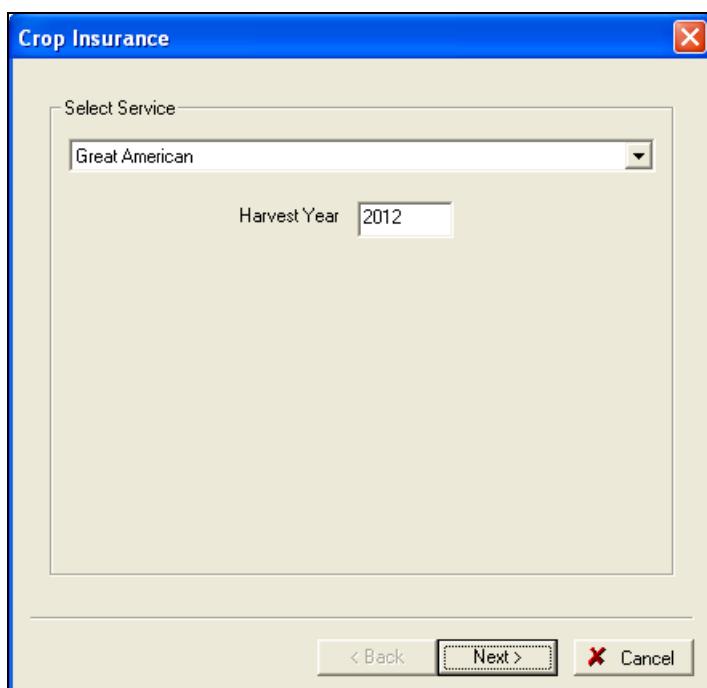 Crop Insurance
Select Service
Great American
Harvest Year 2012
< Back Next > Cancel